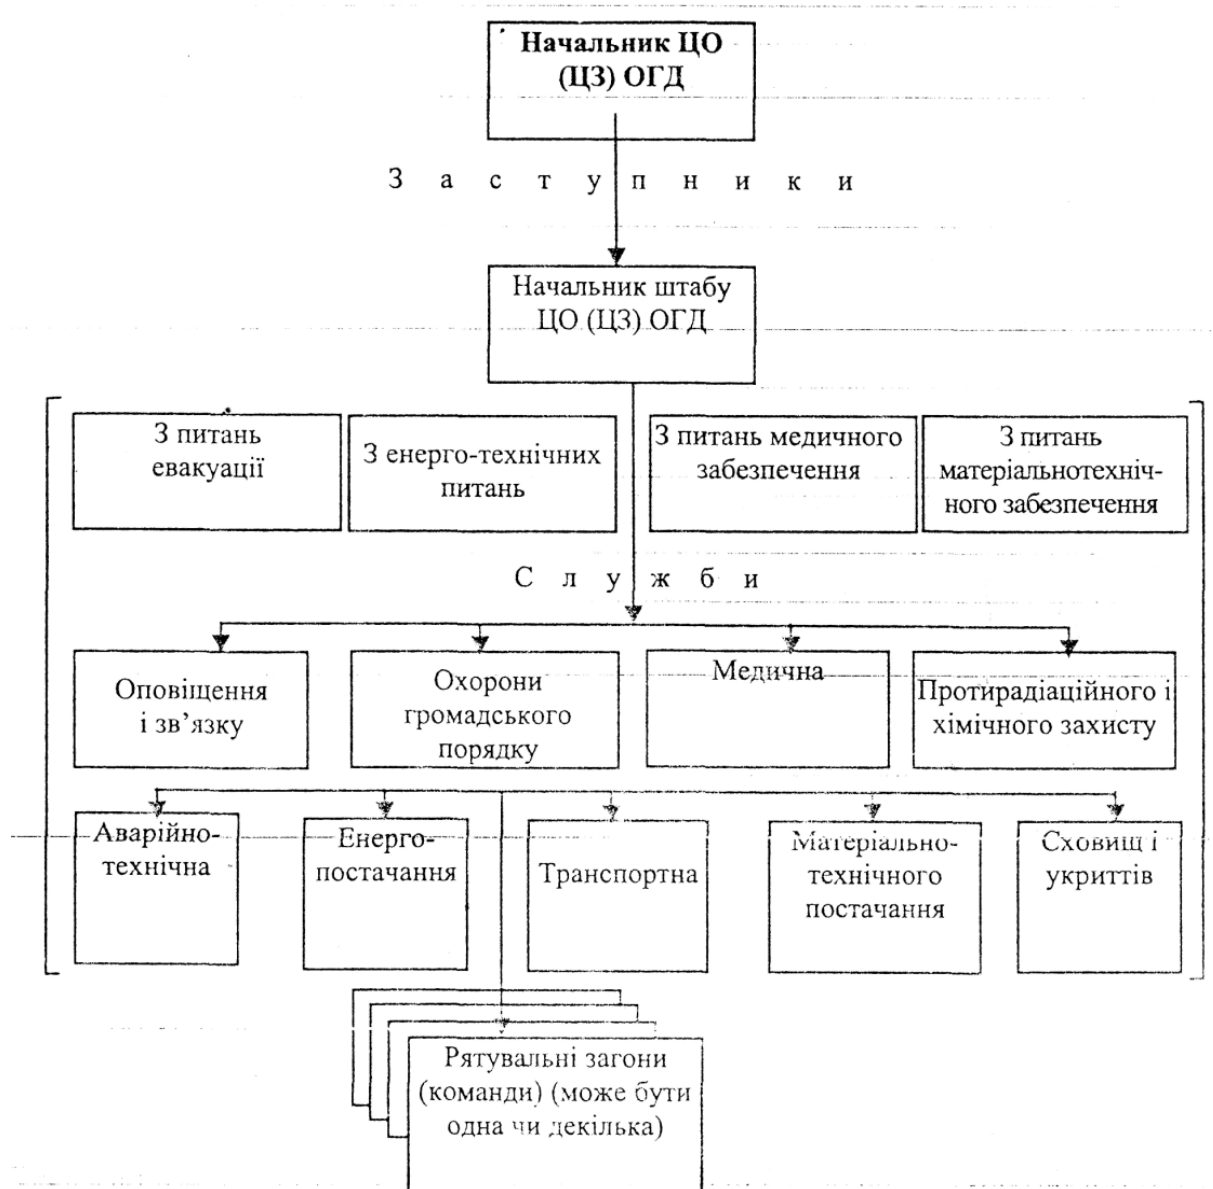 Начальник ЦО
(ЦЗ) ОГД
З а с т у п н и к и
Начальник штабу
ЦО (ЦЗ) ОГД
З питань
евакуації
З енерго-технічних
питань
З питань медичного
забезпечення
З питань
матеріальнотехніч-
ного забезпечення
С л у ж б и
Оповіщення
і зв’язку
Охорони
громадського
порядку
Медична
Протирадіаційного і
хімічного захисту
Аварійно-
технічна
Енерго-
постачання
Транспортна
Матеріально-
технічного
постачання
Сховищ і
укриттів
Рятувальні загони
(команди) (може бути
одна чи декілька)